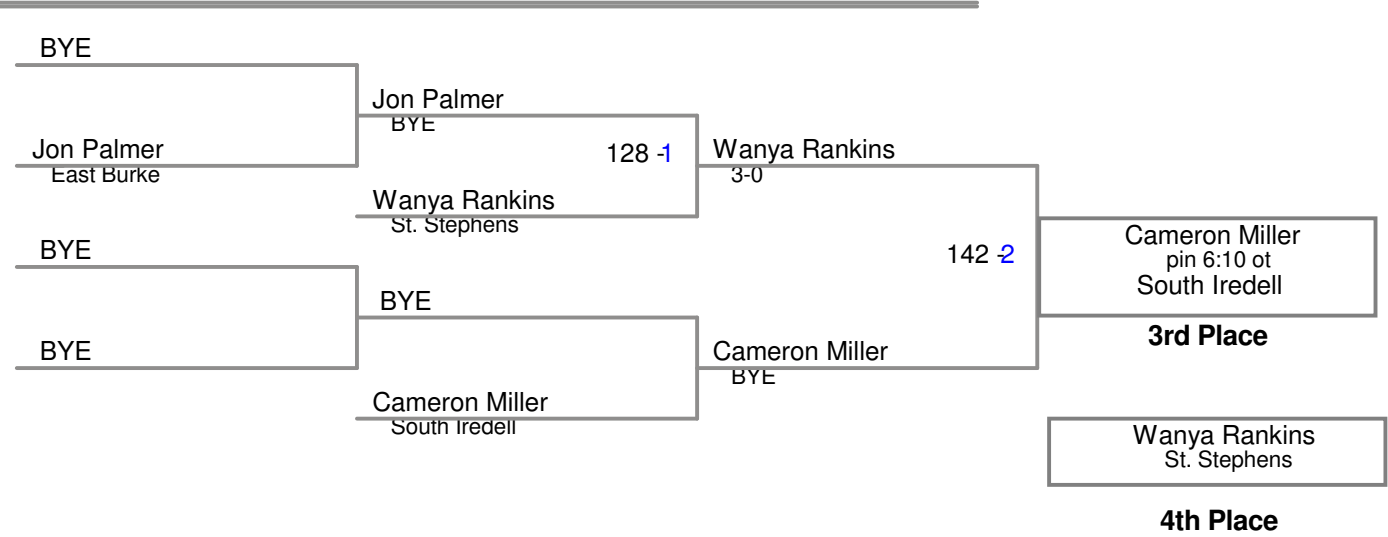 BYE
Jon Palmer
BYE
Jon Palmer
East Burke
128 -1
Wanya Rankins
3-0
Wanya Rankins
St. Stephens
BYE
142 -2
Cameron Miller
pin 6:10 ot
South Iredell
BYE
3rd Place
BYE
Cameron Miller
BYE
Cameron Miller
South Iredell
Wanya Rankins
St. Stephens
4th Place